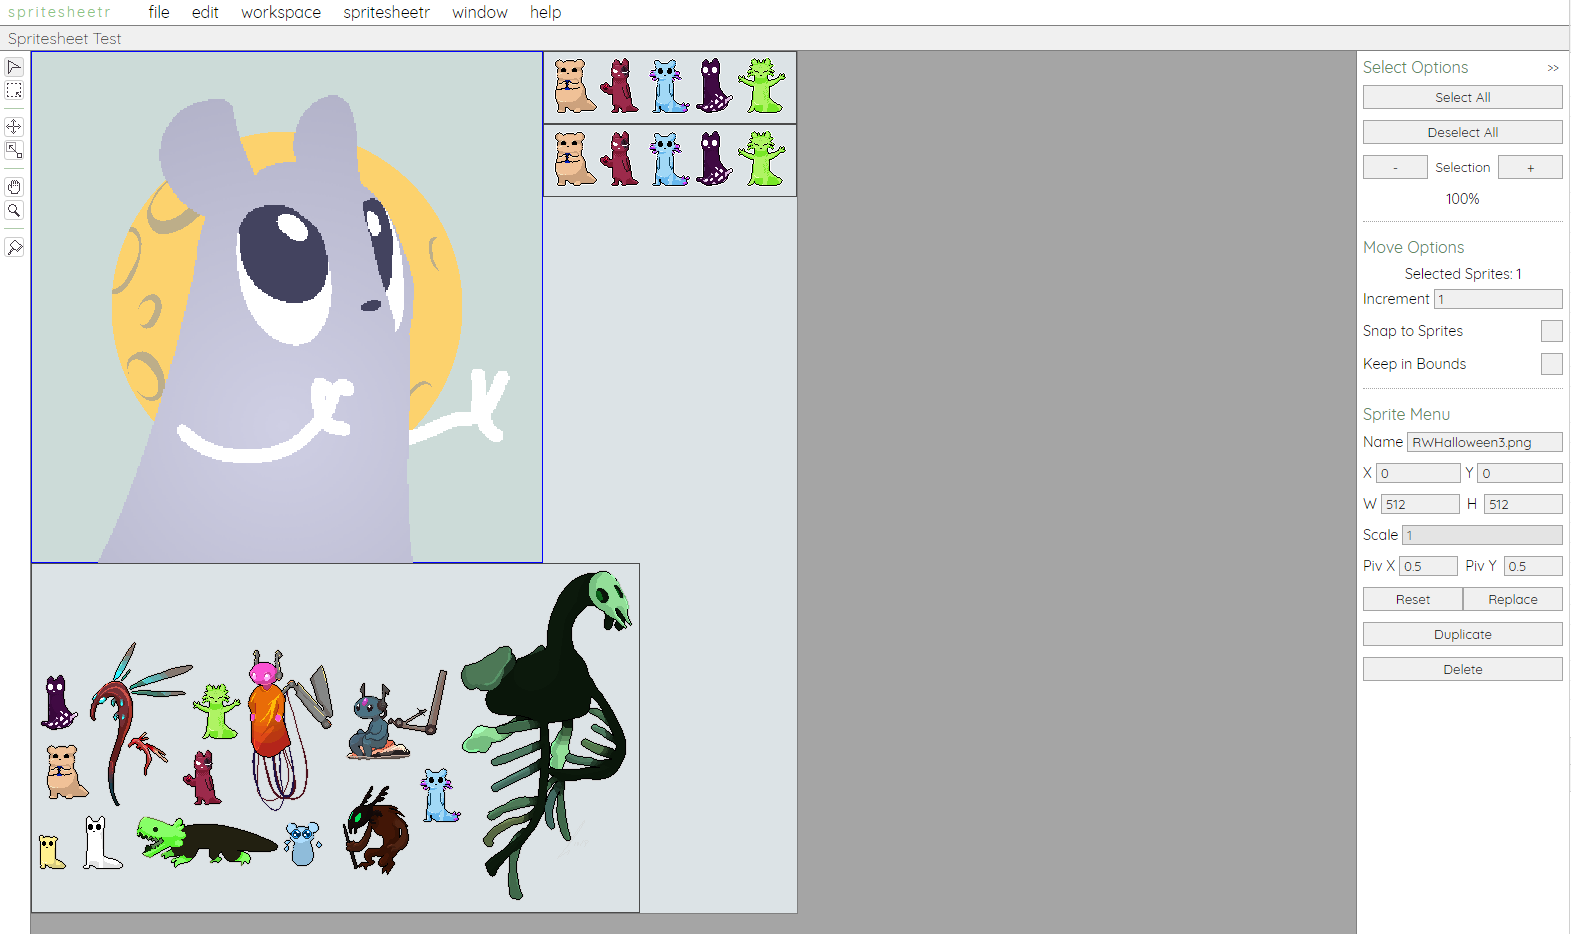 spritesheetr file edit workspace spritesheetr window help
Spritesheet Test
Select Options >>
Select All
Deselect All
- Selection +
100%
Move Options
Selected Sprites: 1
Increment 1
Snap to Sprites
Keep in Bounds
Sprite Menu
Name RWHalloween3.png
X 0 Y 0
W 512 H 512
Scale 1
Piv X 0.5 Piv Y 0.5
Reset Replace
Duplicate
Delete